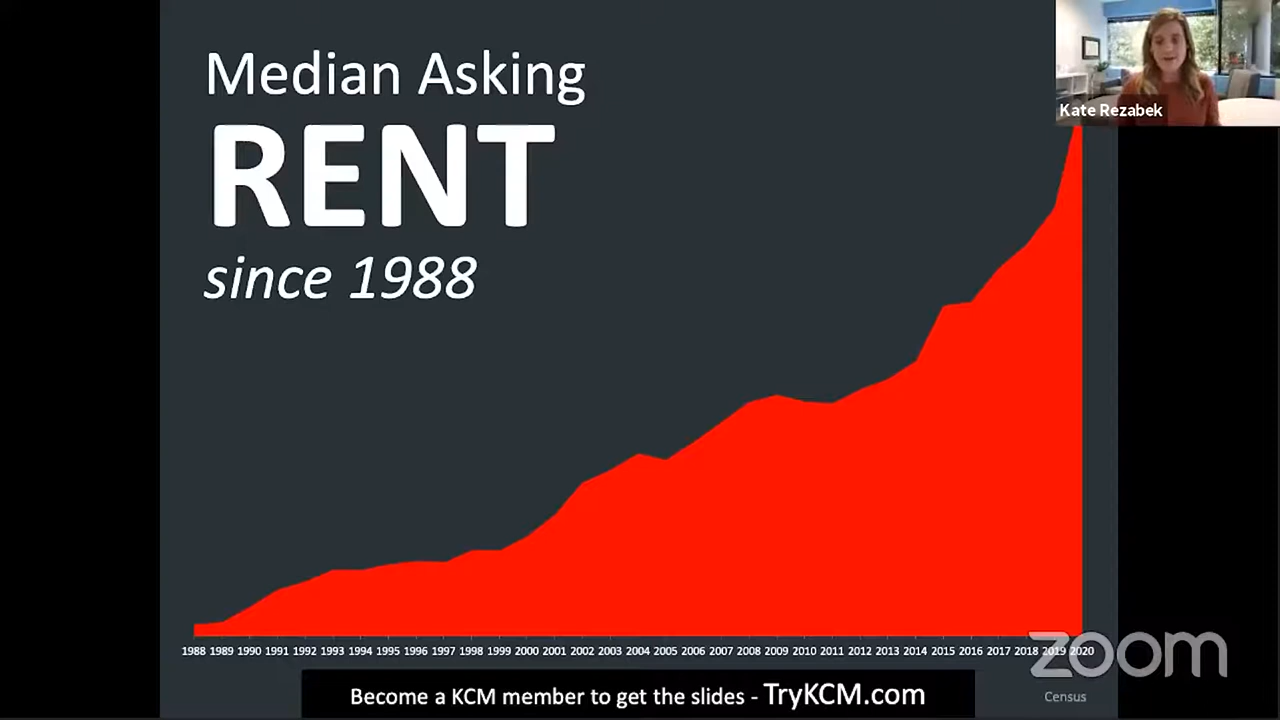 Median Asking
RENT
since 1988
Kate Rezabek
1988 1989 1990 1991 1992 1993 1994 1995 1996 1997 1998 1999 2000 2001 2002 2003 2004 2005 2006 2007 2008 2009 2010 2011 2012 2013 2014 2015 2016 2017 2018 2019 2020
zoom
Become a KCM member to get the slides - TryKCM.com
Census